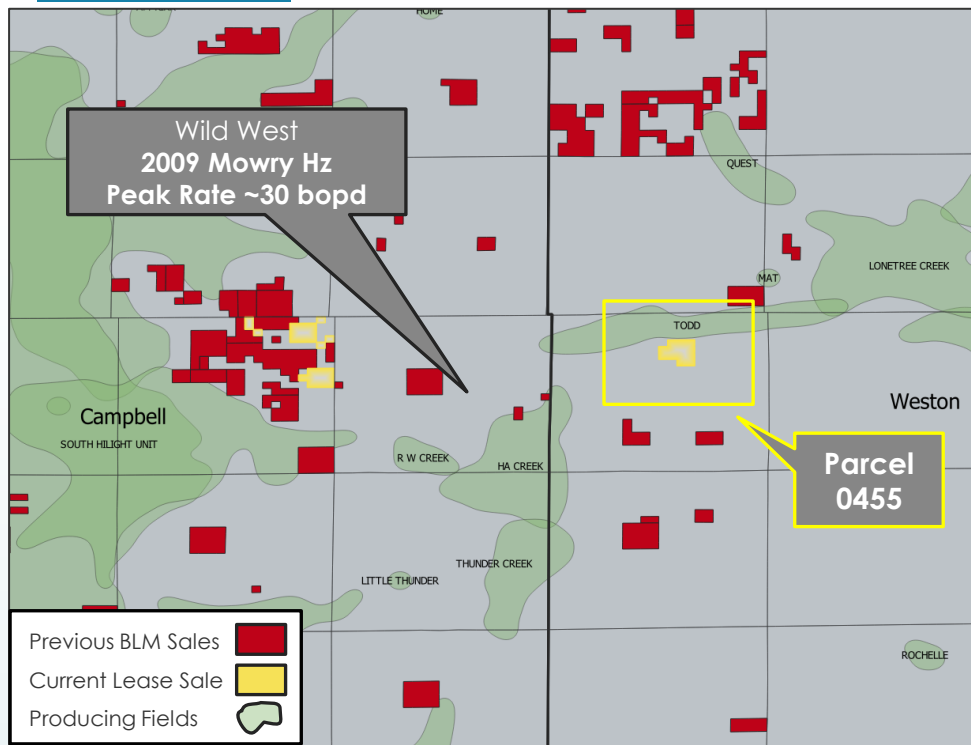 HOME
Wild West
2009 Mowry Hz
Peak Rate ~30 bopd
QUEST
LONETREE CREEK
MAT
TODD
Campbell
Weston
SOUTH HILIGHT UNIT
R W CREEK
HA CREEK
Parcel
0455
THUNDER CREEK
LITTLE THUNDER
Previous BLM Sales
Current Lease Sale
Producing Fields
ROCHELLE